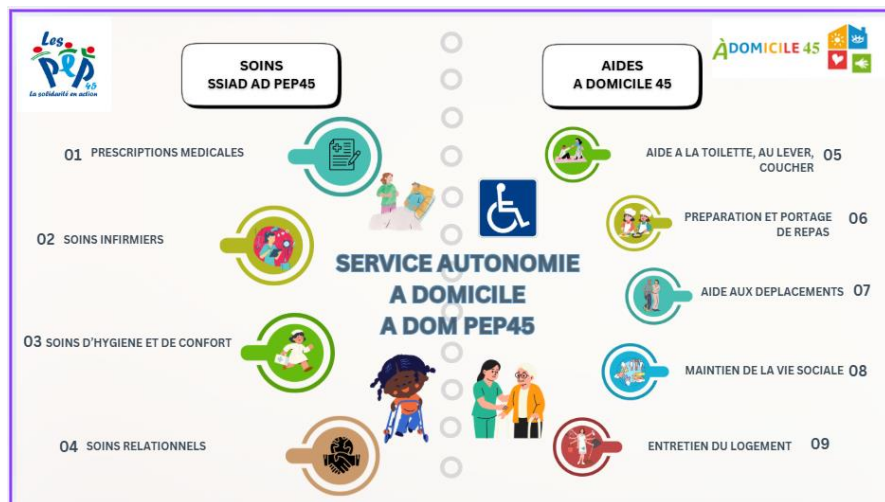 Les
PEP
45
La solidarité en action
SOINS
SSIAD AD PEP45
01 PRESCRIPTIONS MEDICALES
02 SOINS INFIRMIERS
03 SOINS D'HYGIENE ET DE CONFORT
04 SOINS RELATIONNELS
SERVICE AUTONOMIE
A DOMICILE
A DOM PEP45
AIDES
A DOMICILE 45
ÀDOMICILE 45
AIDE A LA TOILETTE, AU LEVER, 05
COUCHER
PREPARATION ET PORTAGE 06
DE REPAS
AIDE AUX DEPLACEMENTS 07
MAINTIEN DE LA VIE SOCIALE 08
ENTRETIEN DU LOGEMENT 09